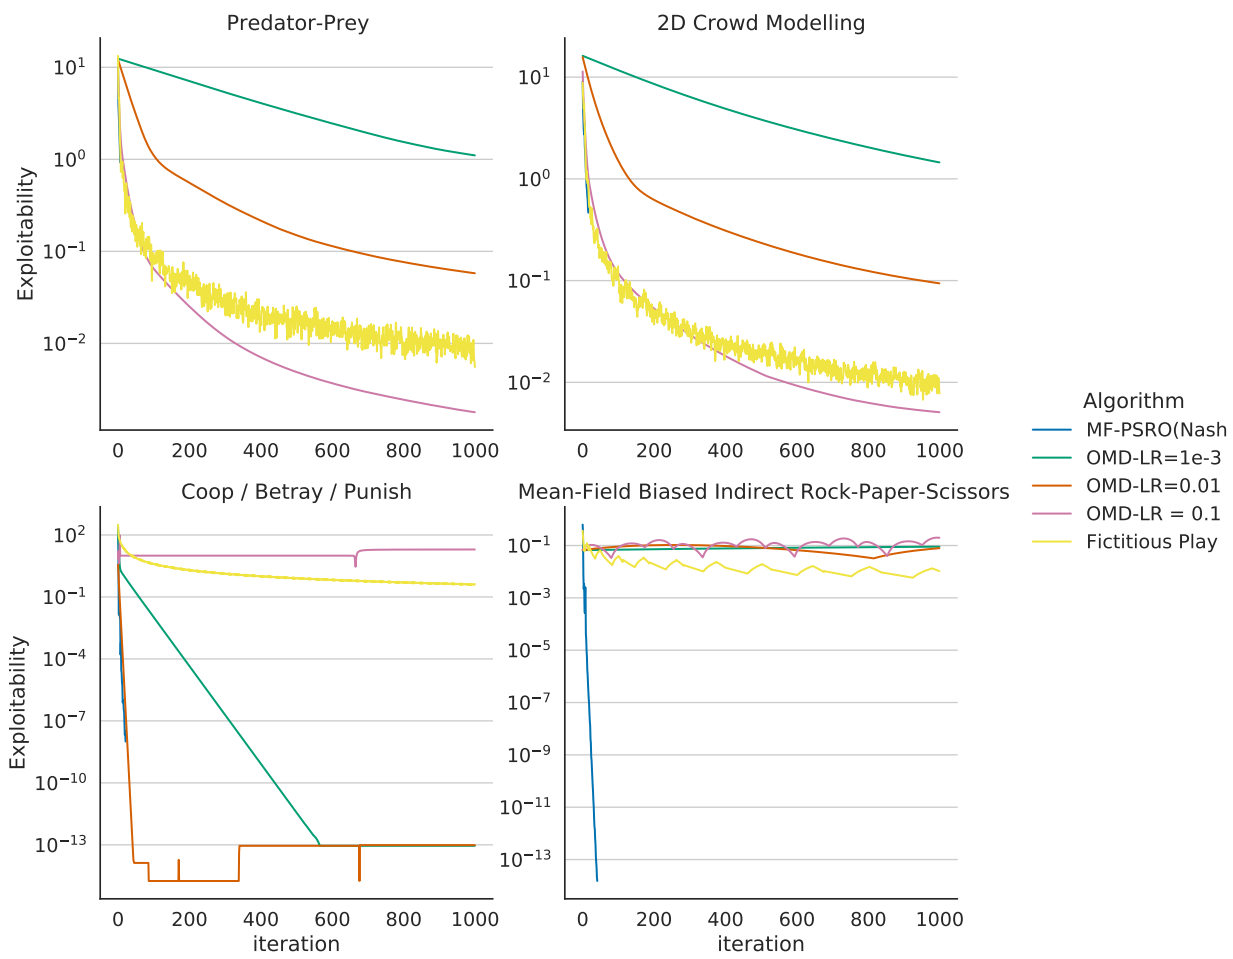 Predator-Prey
2D Crowd Modelling
Exploitability
10^1
10^0
10^−1
10^−2
0 200 400 600 800 1000
10^1
10^0
10^−1
10^−2
0 200 400 600 800 1000
Coop / Betray / Punish
Mean-Field Biased Indirect Rock-Paper-Scissors
Exploitability
10^2
10^−1
10^−4
10^−7
10^−10
10^−13
0 200 400 600 800 1000
iteration
10^−1
10^−3
10^−5
10^−7
10^−9
10^−11
10^−13
0 200 400 600 800 1000
iteration
Algorithm
MF-PSRO(Nash
OMD-LR=1e-3
OMD-LR=0.01
OMD-LR = 0.1
Fictitious Play